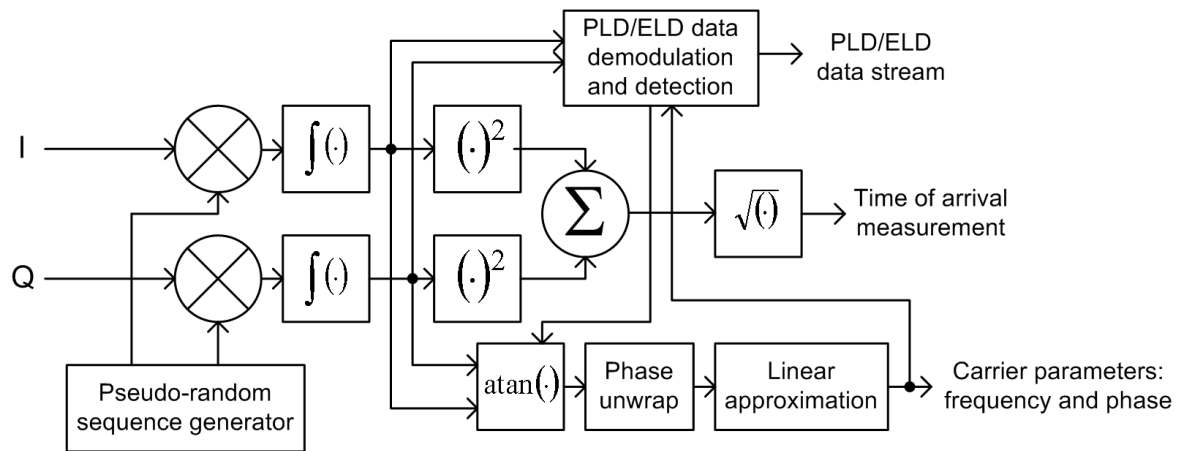 PLD/ELD data
demodulation
and detection
PLD/ELD
data stream
I
∫(·)
(·)²
Σ
√(·)
Time of arrival
measurement
Q
∫(·)
(·)²
Pseudo-random
sequence generator
atan(·)
Phase
unwrap
Linear
approximation
Carrier parameters:
frequency and phase